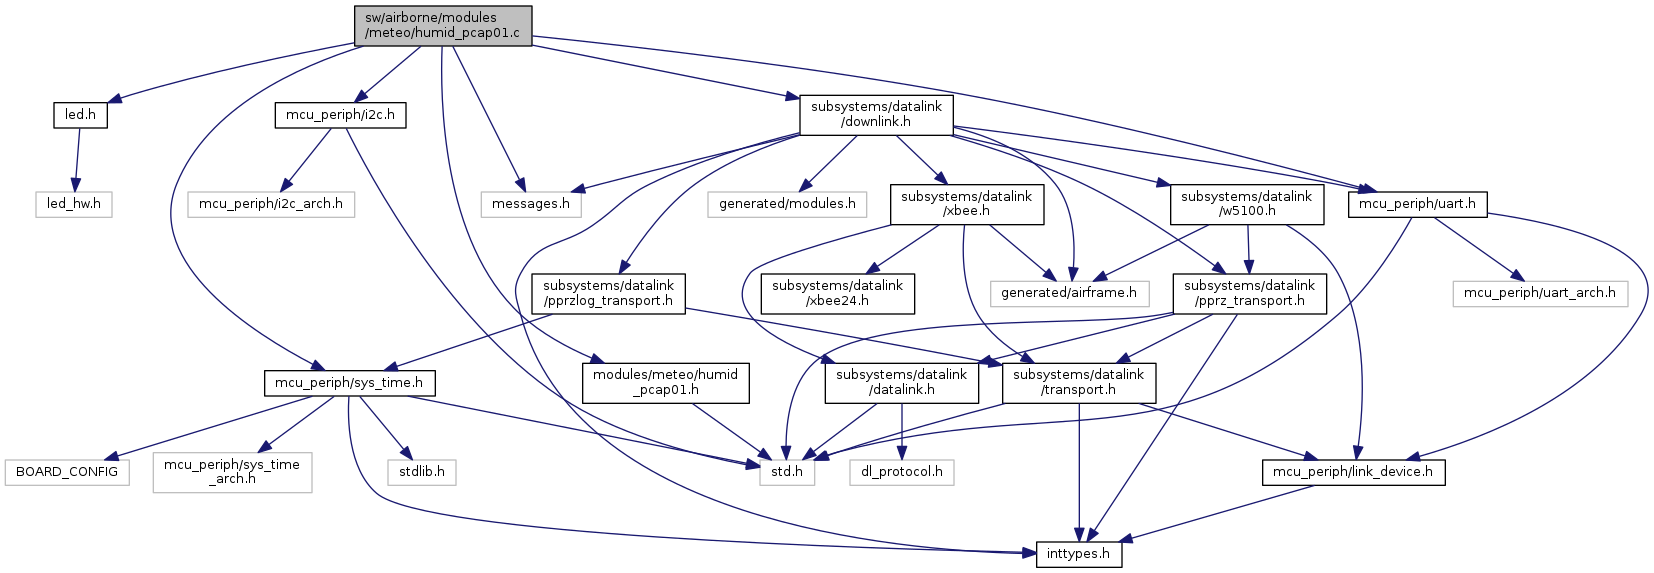 sw/airborne/modules
/meteo/humid_pcap01.c
led.h
mcu_periph/i2c.h
subsystems/datalink
/downlink.h
led_hw.h
mcu_periph/i2c_arch.h
messages.h
generated/modules.h
subsystems/datalink
/xbee.h
subsystems/datalink
/w5100.h
mcu_periph/uart.h
subsystems/datalink
/pprzlog_transport.h
subsystems/datalink
/xbee24.h
generated/airframe.h
subsystems/datalink
/pprz_transport.h
mcu_periph/uart_arch.h
mcu_periph/sys_time.h
modules/meteo/humid
_pcap01.h
subsystems/datalink
/datalink.h
subsystems/datalink
/transport.h
BOARD_CONFIG
mcu_periph/sys_time
_arch.h
stdlib.h
std.h
dl_protocol.h
mcu_periph/link_device.h
inttypes.h